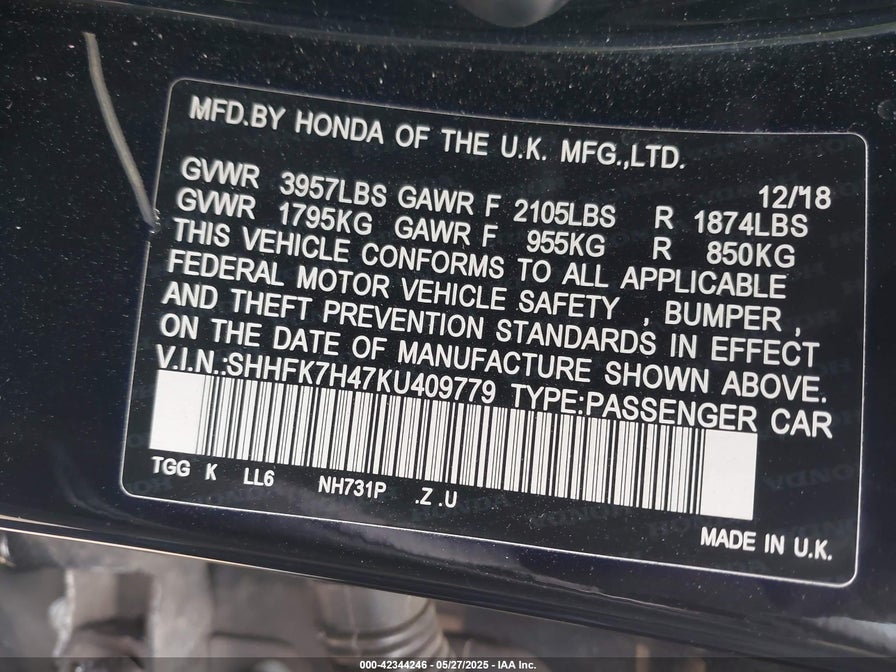 MFD.BY HONDA OF THE U.K. MFG.,LTD.
12/'18
GVWR 3957LBS GAWR F 2105LBS R 1874LBS
GVWR 1795KG GAWR F 955KG R 850KG
THIS VEHICLE CONFORMS TO ALL APPLICABLE
FEDERAL MOTOR VEHICLE SAFETY , BUMPER ,
AND THEFT PREVENTION STANDARDS IN EFFECT
ON THE DATE OF MANUFACTURE SHOWN ABOVE.
V.I.N.:SHHFK7H47KU409779 TYPE:PASSENGER CAR
TGG K LL6 NH731P .Z .U
MADE IN U.K.
000-42344246 - 05/27/2025 - IAA Inc.